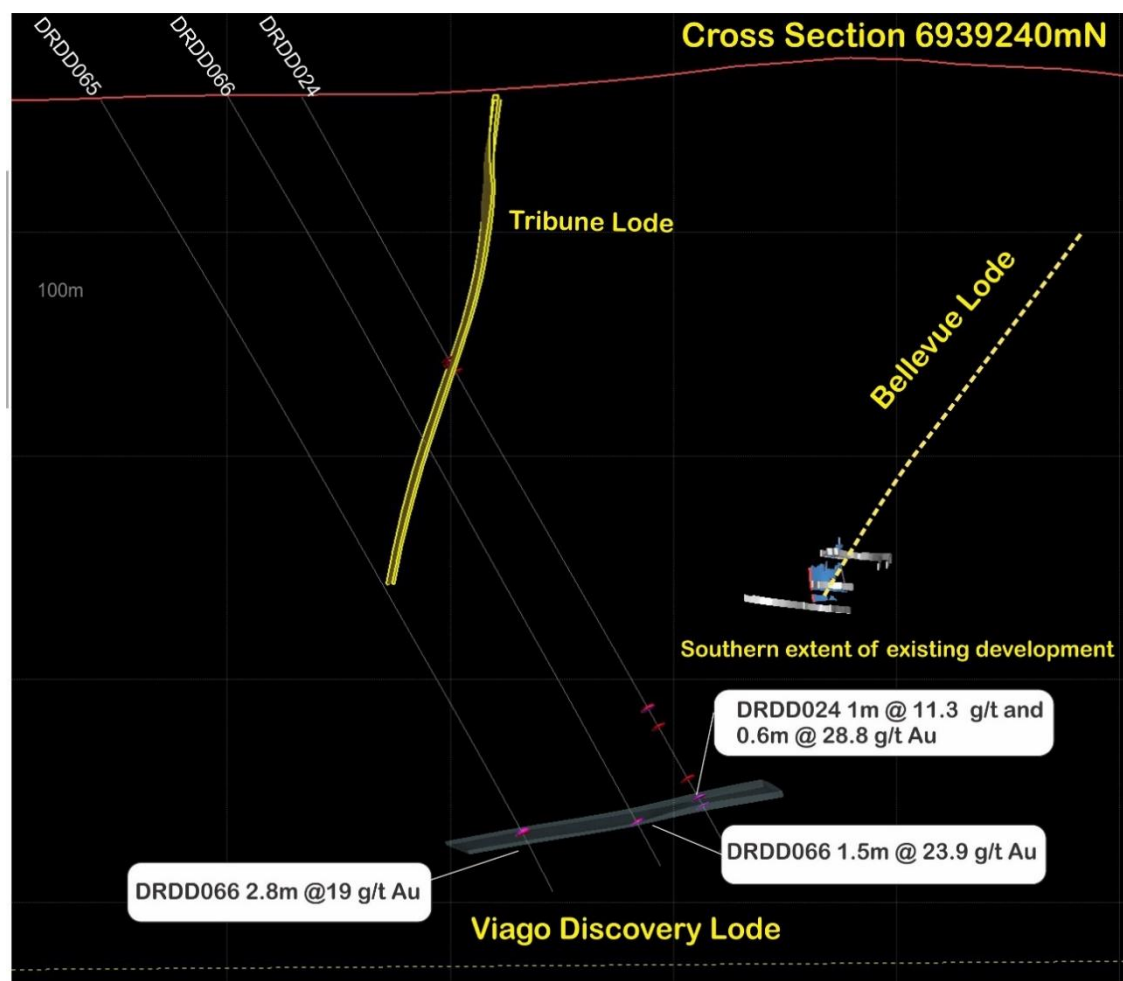 Cross Section 6939240mN
DRDD065
DRDD066
DRDD024
Tribune Lode
Bellevue Lode
100m
Southern extent of existing development
DRDD024 1m @ 11.3 g/t and
0.6m @ 28.8 g/t Au
DRDD066 1.5m @ 23.9 g/t Au
DRDD066 2.8m @19 g/t Au
Viago Discovery Lode